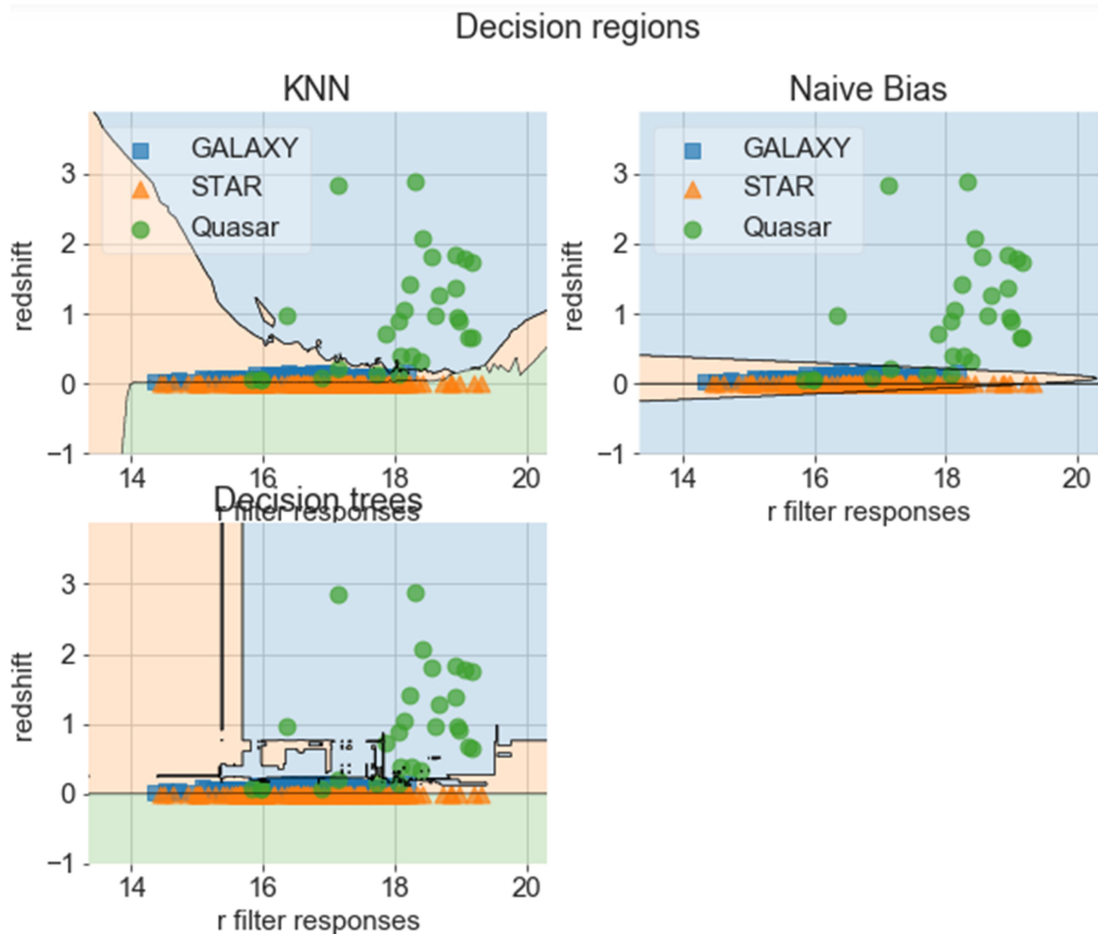 Decision regions
KNN
GALAXY
STAR
Quasar
redshift
3
2
1
0
−1
14
16
18
20
r filter responses
Naive Bias
GALAXY
STAR
Quasar
redshift
3
2
1
0
−1
14
16
18
20
r filter responses
Decision trees
redshift
3
2
1
0
−1
14
16
18
20
r filter responses